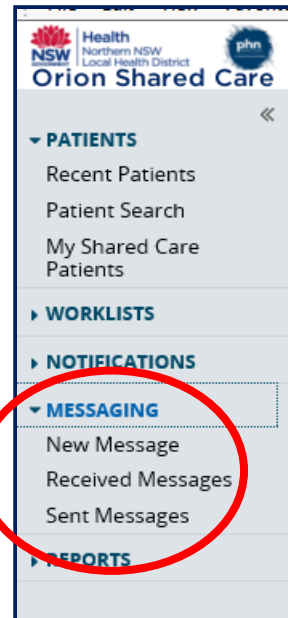 Health
Northern NSW
Local Health District
NSW
GOVERNMENT
phn
Orion Shared Care
«
PATIENTS
Recent Patients
Patient Search
My Shared Care
Patients
WORKLISTS
NOTIFICATIONS
MESSAGING
New Message
Received Messages
Sent Messages
REPORTS